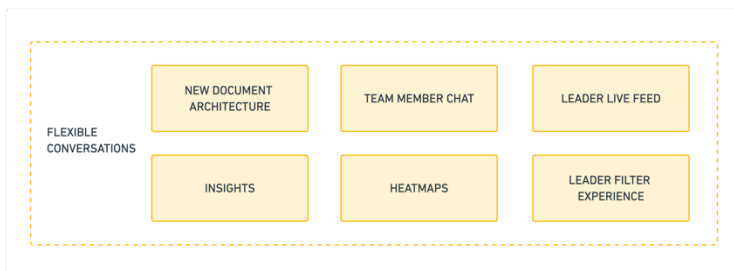 FLEXIBLE
CONVERSATIONS
NEW DOCUMENT
ARCHITECTURE
TEAM MEMBER CHAT
LEADER LIVE FEED
INSIGHTS
HEATMAPS
LEADER FILTER
EXPERIENCE